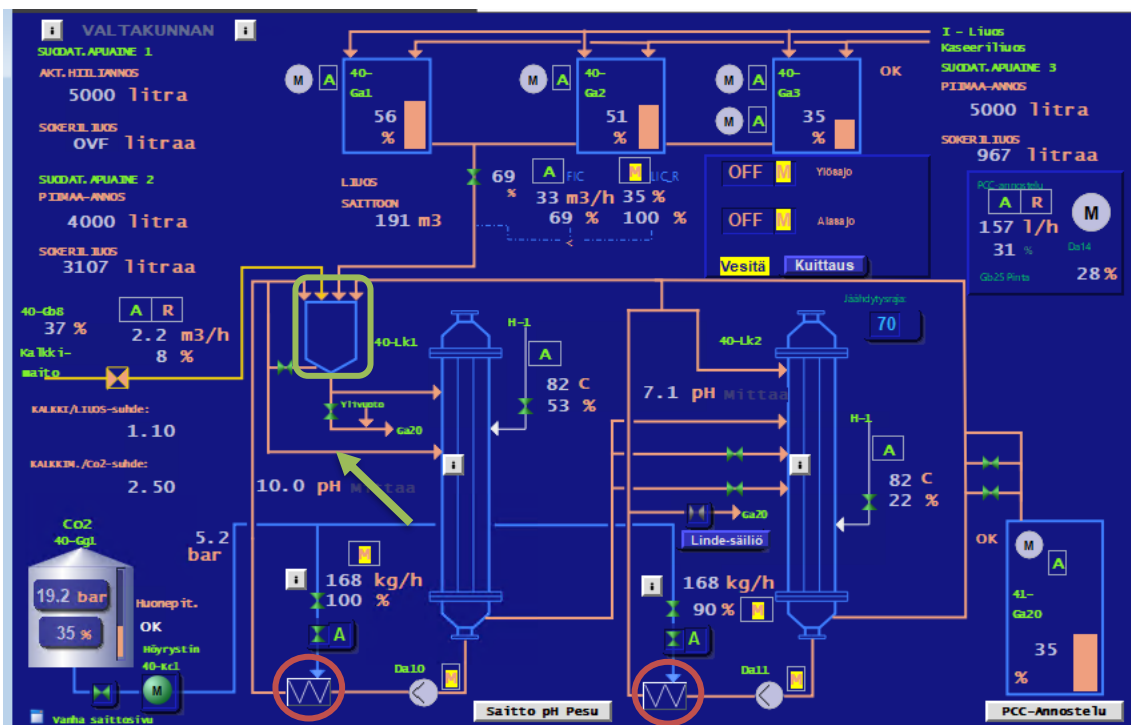 i VALTAKUNNAN i
SUODAT.APUAINE 1
AKT.HIILIANNOS
5000 litra
SOKERILIUOS
OVF litraa
SUODAT.APUAINE 2
PIIMAA-ANNOS
4000 litraa
SOKERILIUOS
3107 litraa
M A 40-Ga1
56 %
M A 40-Ga2
51 %
M A 40-Ga3
M A 35 %
OK
I - Liuos
Kaseeriliuos
SUODAT.APUAINE 3
PIIMAA-ANNOS
5000 litraa
SOKERILIUOS
967 litraa
LIUOS
SAITTOON
191 m3
69 %
A FIC
33 m3/h
69 %
M LIC_R
35 %
100 %
<
OFF M Ylösajo
OFF M Alasajo
Vesitä Kuittaus
PCC-annostelu
A R M
157 l/h
31 % Da14
Gb25 Pinta 28%
40-Gb8
37 %
A R
2.2 m3/h
8 %
Kalkki-
maito
KALKKI/LIUOS-suhde:
1.10
KALKKIM./Co2-suhde:
2.50
40-Lk1
Ylivuoto
Ga20
H-1
A
82 C
53 %
i
10.0 pH Mittaa
40-Lk2
Jäähdytysraja:
70
7.1 pH Mittaa
H-1
A
82 C
22 %
i
Ga20
Linde-säiliö
Co2
40-Gg1
19.2 bar
35 %
5.2
bar
Huonepit.
OK
Höyrystin
40-Kc1
M
Vanha saittosivu
M
i 168 kg/h
100 %
A
Da10 M
i 168 kg/h
90 % M
A
Da11 M
OK M
A
41-
Ga20
35
%
Saitto pH Pesu
PCC-Annostelu